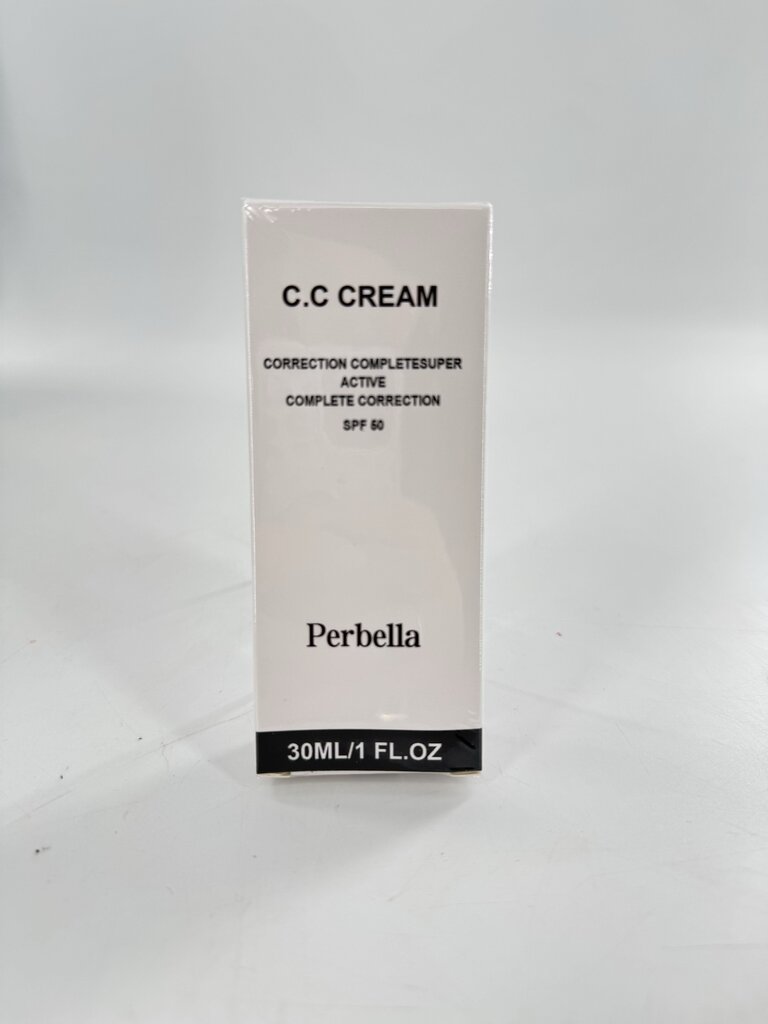 C.C CREAM
CORRECTION COMPLETESUPER
ACTIVE
COMPLETE CORRECTION
SPF 50
Perbella
30ML/1 FL.OZ